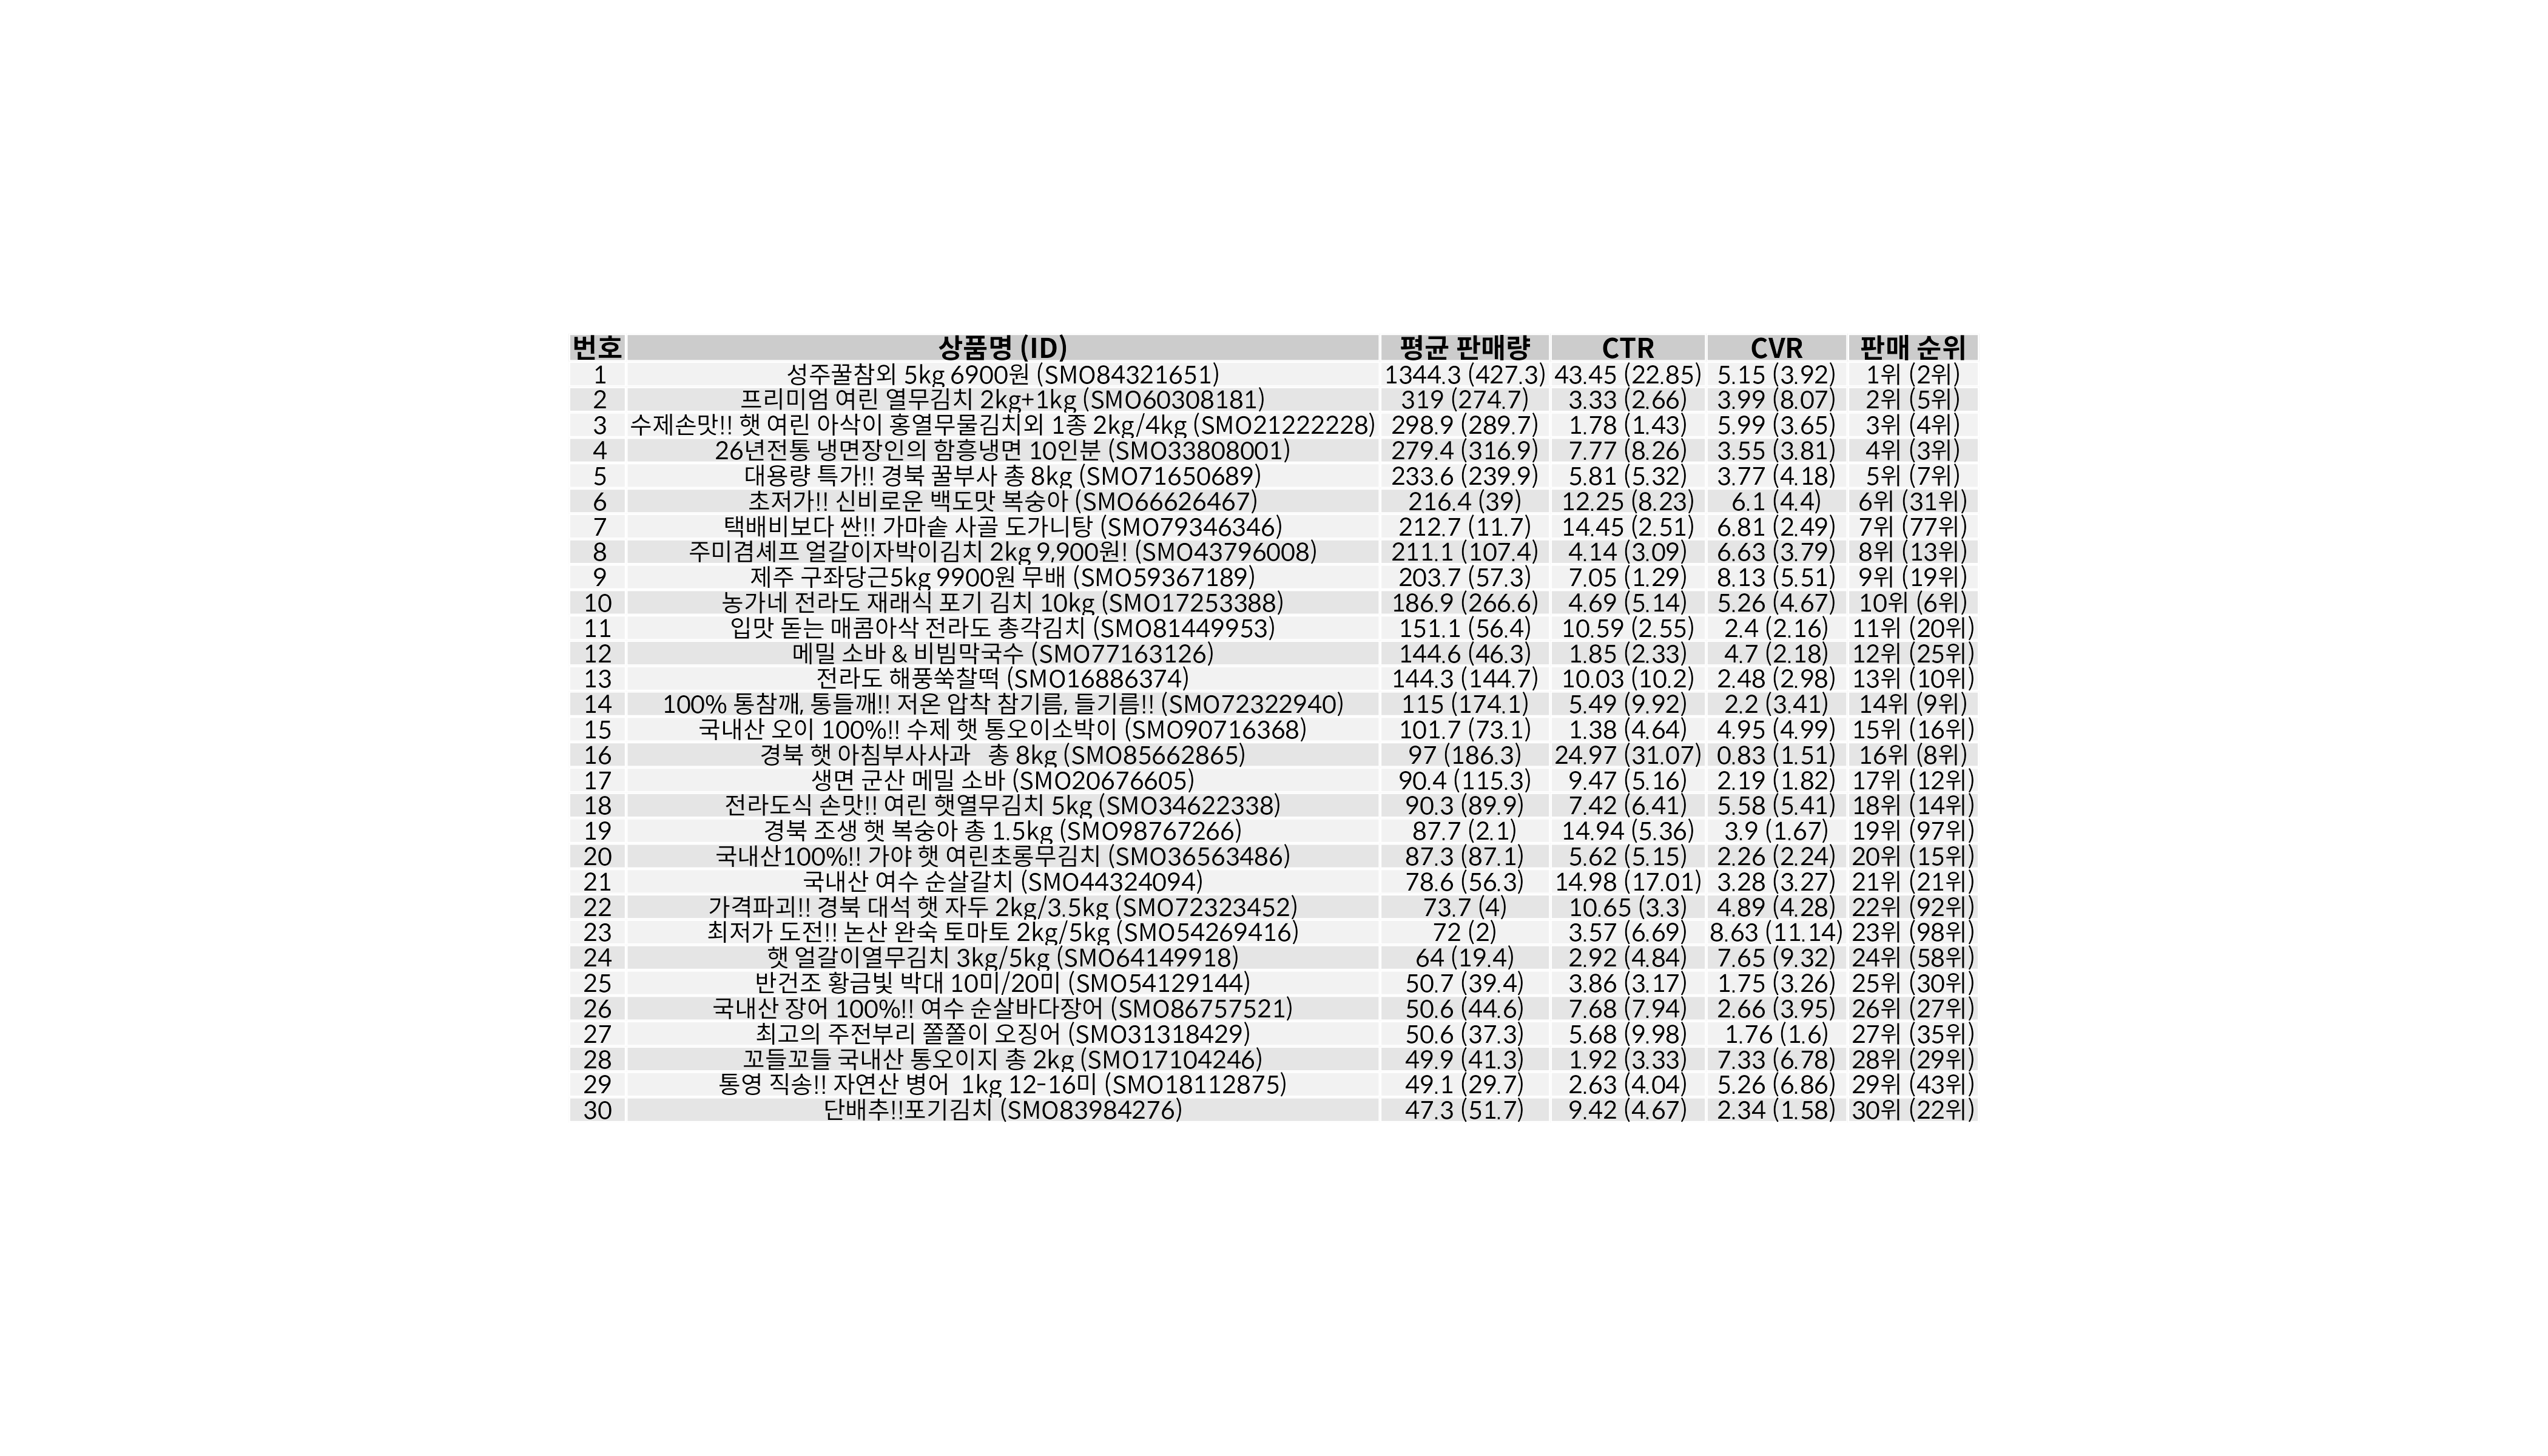 번호 상품명 (ID) 평균 판매량 CTR CVR 판매 순위
1 성주꿀참외 5kg 6900원 (SMO84321651) 1344.3 (427.3) 43.45 (22.85) 5.15 (3.92) 1위 (2위)
2 프리미엄 여린 열무김치 2kg+1kg (SMO60308181) 319 (274.7) 3.33 (2.66) 3.99 (8.07) 2위 (5위)
3 수제손맛!! 햇 여린 아삭이 홍열무물김치외 1종 2kg/4kg (SMO21222228) 298.9 (289.7) 1.78 (1.43) 5.99 (3.65) 3위 (4위)
4 26년전통 냉면장인의 함흥냉면 10인분 (SMO33808001) 279.4 (316.9) 7.77 (8.26) 3.55 (3.81) 4위 (3위)
5 대용량 특가!! 경북 꿀부사 총 8kg (SMO71650689) 233.6 (239.9) 5.81 (5.32) 3.77 (4.18) 5위 (7위)
6 초저가!! 신비로운 백도맛 복숭아 (SMO66626467) 216.4 (39) 12.25 (8.23) 6.1 (4.4) 6위 (31위)
7 택배비보다 싼!! 가마솥 사골 도가니탕 (SMO79346346) 212.7 (11.7) 14.45 (2.51) 6.81 (2.49) 7위 (77위)
8 주미겸셰프 얼갈이자박이김치 2kg 9,900원! (SMO43796008) 211.1 (107.4) 4.14 (3.09) 6.63 (3.79) 8위 (13위)
9 제주 구좌당근5kg 9900원 무배 (SMO59367189) 203.7 (57.3) 7.05 (1.29) 8.13 (5.51) 9위 (19위)
10 농가네 전라도 재래식 포기 김치 10kg (SMO17253388) 186.9 (266.6) 4.69 (5.14) 5.26 (4.67) 10위 (6위)
11 입맛 돋는 매콤아삭 전라도 총각김치 (SMO81449953) 151.1 (56.4) 10.59 (2.55) 2.4 (2.16) 11위 (20위)
12 메밀 소바 & 비빔막국수 (SMO77163126) 144.6 (46.3) 1.85 (2.33) 4.7 (2.18) 12위 (25위)
13 전라도 해풍쑥찰떡 (SMO16886374) 144.3 (144.7) 10.03 (10.2) 2.48 (2.98) 13위 (10위)
14 100% 통참깨, 통들깨!! 저온 압착 참기름, 들기름!! (SMO72322940) 115 (174.1) 5.49 (9.92) 2.2 (3.41) 14위 (9위)
15 국내산 오이 100%!! 수제 햇 통오이소박이 (SMO90716368) 101.7 (73.1) 1.38 (4.64) 4.95 (4.99) 15위 (16위)
16 경북 햇 아침부사사과 총 8kg (SMO85662865) 97 (186.3) 24.97 (31.07) 0.83 (1.51) 16위 (8위)
17 생면 군산 메밀 소바 (SMO20676605) 90.4 (115.3) 9.47 (5.16) 2.19 (1.82) 17위 (12위)
18 전라도식 손맛!! 여린 햇열무김치 5kg (SMO34622338) 90.3 (89.9) 7.42 (6.41) 5.58 (5.41) 18위 (14위)
19 경북 조생 햇 복숭아 총 1.5kg (SMO98767266) 87.7 (2.1) 14.94 (5.36) 3.9 (1.67) 19위 (97위)
20 국내산100%!! 가야 햇 여린초롱무김치 (SMO36563486) 87.3 (87.1) 5.62 (5.15) 2.26 (2.24) 20위 (15위)
21 국내산 여수 순살갈치 (SMO44324094) 78.6 (56.3) 14.98 (17.01) 3.28 (3.27) 21위 (21위)
22 가격파괴!! 경북 대석 햇 자두 2kg/3.5kg (SMO72323452) 73.7 (4) 10.65 (3.3) 4.89 (4.28) 22위 (92위)
23 최저가 도전!! 논산 완숙 토마토 2kg/5kg (SMO54269416) 72 (2) 3.57 (6.69) 8.63 (11.14) 23위 (98위)
24 햇 얼갈이열무김치 3kg/5kg (SMO64149918) 64 (19.4) 2.92 (4.84) 7.65 (9.32) 24위 (58위)
25 반건조 황금빛 박대 10미/20미 (SMO54129144) 50.7 (39.4) 3.86 (3.17) 1.75 (3.26) 25위 (30위)
26 국내산 장어 100%!! 여수 순살바다장어 (SMO86757521) 50.6 (44.6) 7.68 (7.94) 2.66 (3.95) 26위 (27위)
27 최고의 주전부리 쫄쫄이 오징어 (SMO31318429) 50.6 (37.3) 5.68 (9.98) 1.76 (1.6) 27위 (35위)
28 꼬들꼬들 국내산 통오이지 총 2kg (SMO17104246) 49.9 (41.3) 1.92 (3.33) 7.33 (6.78) 28위 (29위)
29 통영 직송!! 자연산 병어 1kg 12-16미 (SMO18112875) 49.1 (29.7) 2.63 (4.04) 5.26 (6.86) 29위 (43위)
30 단배추!!포기김치 (SMO83984276) 47.3 (51.7) 9.42 (4.67) 2.34 (1.58) 30위 (22위)